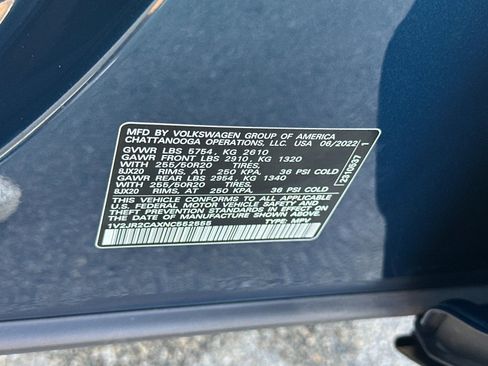 MFD BY VOLKSWAGEN GROUP OF AMERICA
CHATTANOOGA OPERATIONS, LLC. USA 06/2022
GVWR LBS 5754, KG 2610
GAWR FRONT LBS 2910, KG 1320
WITH 255/50R20 TIRES,
8JX20 RIMS, AT 250 KPA, 36 PSI COLD
GAWR REAR LBS 2954, KG 1340
WITH 255/50R20 TIRES,
8JX20 RIMS, AT 250 KPA, 36 PSI COLD
THIS VEHICLE CONFORMS TO ALL APPLICABLE
U.S. FEDERAL MOTOR VEHICLE SAFETY AND
THEFT PREVENTION STANDARDS IN EFFECT ON
THE DATE OF MANUFACTURE SHOWN ABOVE.
1V2JR2CAXNC552558 TYPE: MPV
1